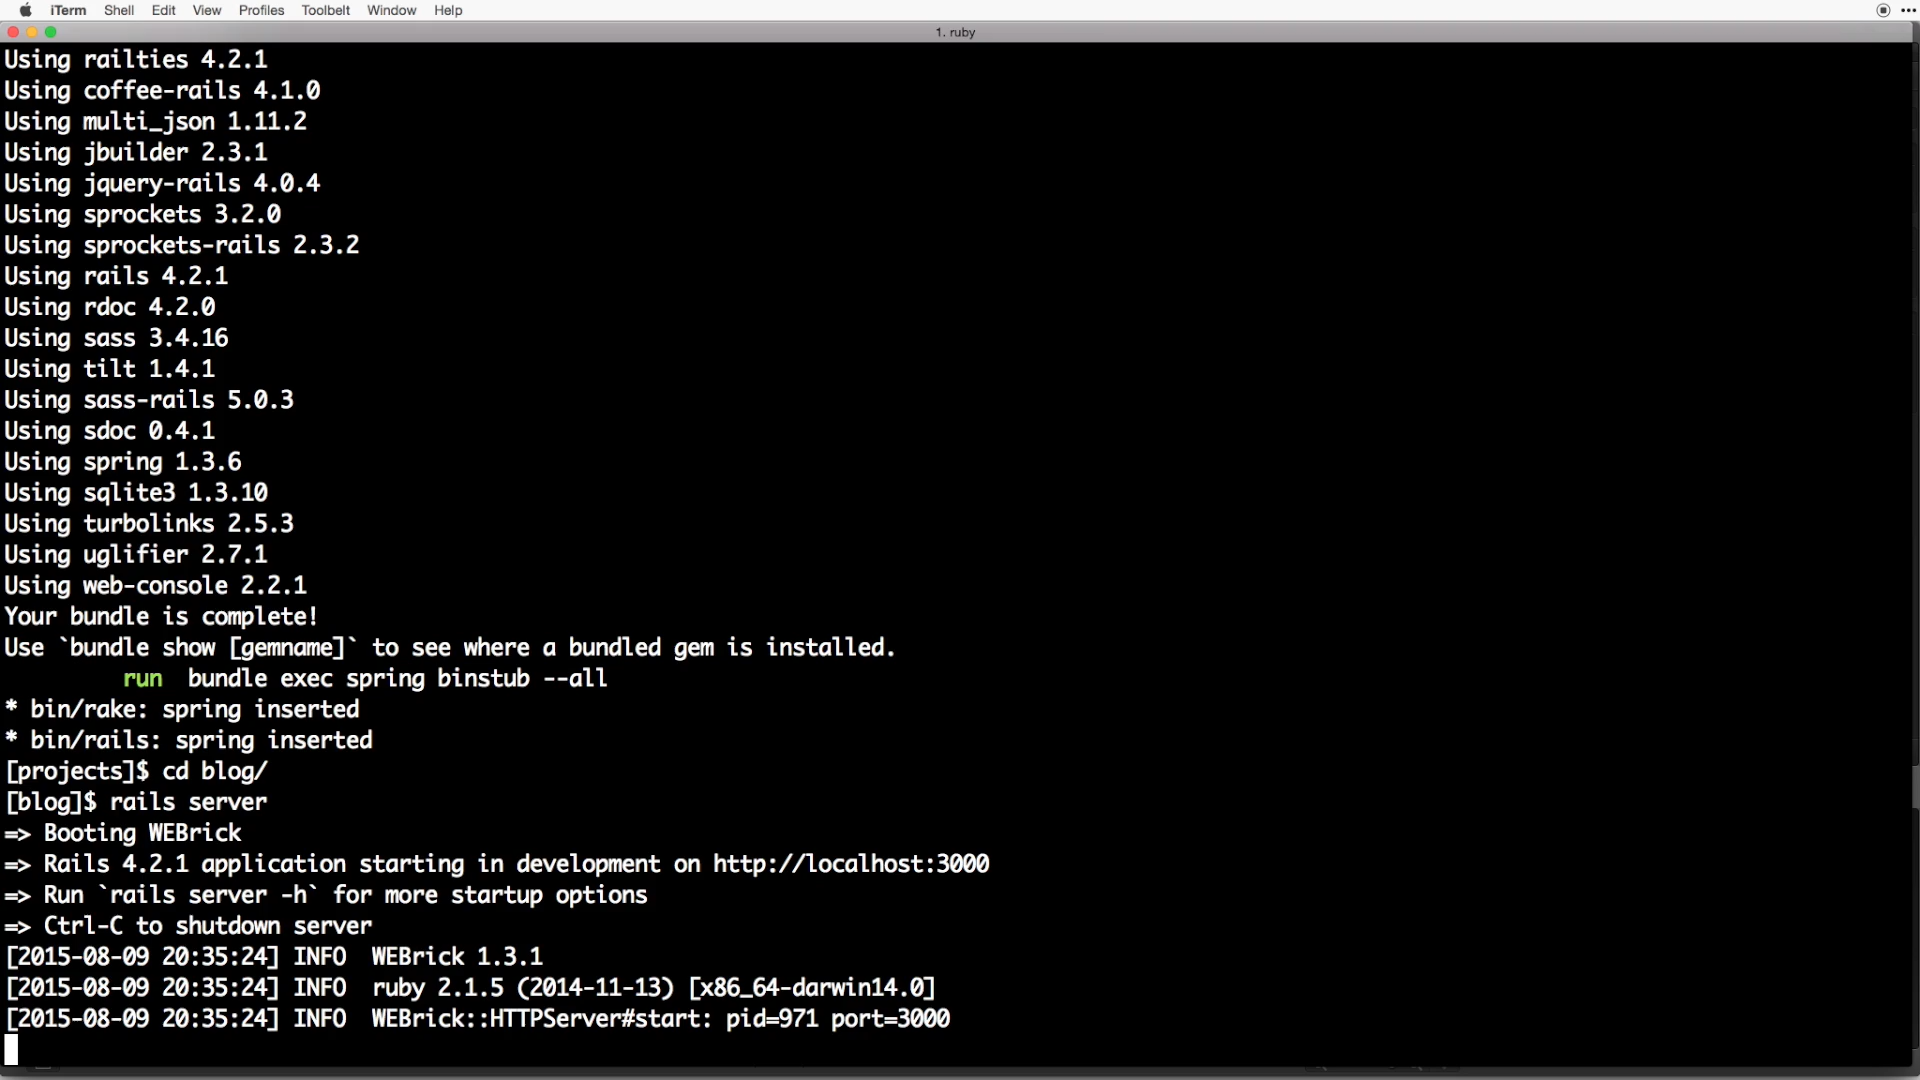 iTerm Shell Edit View Profiles Toolbelt Window Help
1. ruby
Using railties 4.2.1
Using coffee-rails 4.1.0
Using multi_json 1.11.2
Using jbuilder 2.3.1
Using jquery-rails 4.0.4
Using sprockets 3.2.0
Using sprockets-rails 2.3.2
Using rails 4.2.1
Using rdoc 4.2.0
Using sass 3.4.16
Using tilt 1.4.1
Using sass-rails 5.0.3
Using sdoc 0.4.1
Using spring 1.3.6
Using sqlite3 1.3.10
Using turbolinks 2.5.3
Using uglifier 2.7.1
Using web-console 2.2.1
Your bundle is complete!
Use `bundle show [gemname]` to see where a bundled gem is installed.
run  bundle exec spring binstub --all
* bin/rake: spring inserted
* bin/rails: spring inserted
[projects]$ cd blog/
[blog]$ rails server
=> Booting WEBrick
=> Rails 4.2.1 application starting in development on http://localhost:3000
=> Run `rails server -h` for more startup options
=> Ctrl-C to shutdown server
[2015-08-09 20:35:24] INFO  WEBrick 1.3.1
[2015-08-09 20:35:24] INFO  ruby 2.1.5 (2014-11-13) [x86_64-darwin14.0]
[2015-08-09 20:35:24] INFO  WEBrick::HTTPServer#start: pid=971 port=3000